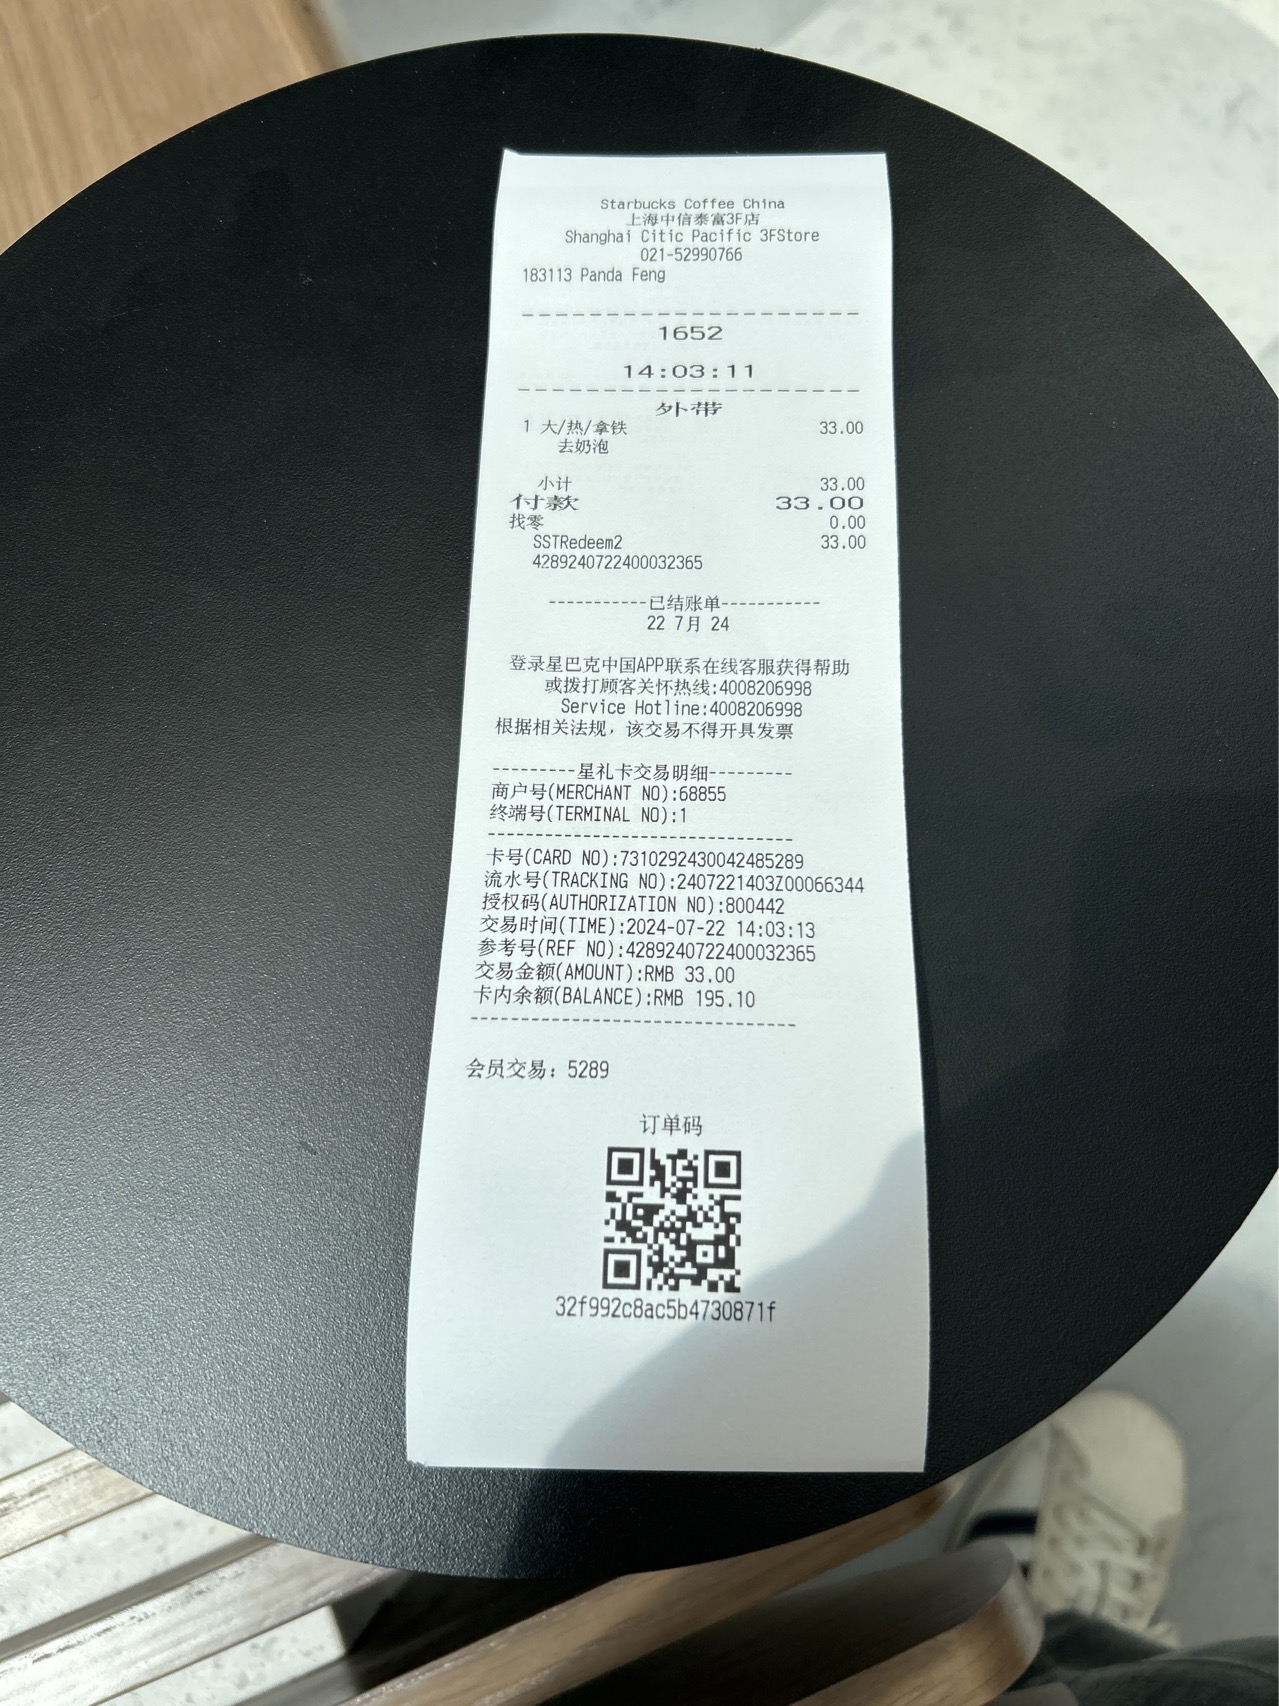 Starbucks Coffee China
上海中信泰富3F店
Shanghai Citic Pacific 3FStore
021-52990766
183113 Panda Feng
1652
14:03:11
外带
1 大/热/拿铁 33.00
去奶泡
小计 33.00
付款 33.00
找零 0.00
SSTRedeem2 33.00
4289240722400032365
-----------已结账单-----------
22 7月 24
登录星巴克中国APP联系在线客服获得帮助
或拨打顾客关怀热线:4008206998
Service Hotline:4008206998
根据相关法规，该交易不得开具发票
---------星礼卡交易明细---------
商户号(MERCHANT NO):68855
终端号(TERMINAL NO):1
卡号(CARD NO):7310292430042485289
流水号(TRACKING NO):2407221403Z00066344
授权码(AUTHORIZATION NO):800442
交易时间(TIME):2024-07-22 14:03:13
参考号(REF NO):4289240722400032365
交易金额(AMOUNT):RMB 33.00
卡内余额(BALANCE):RMB 195.10
会员交易：5289
订单码
32f992c8ac5b4730871f